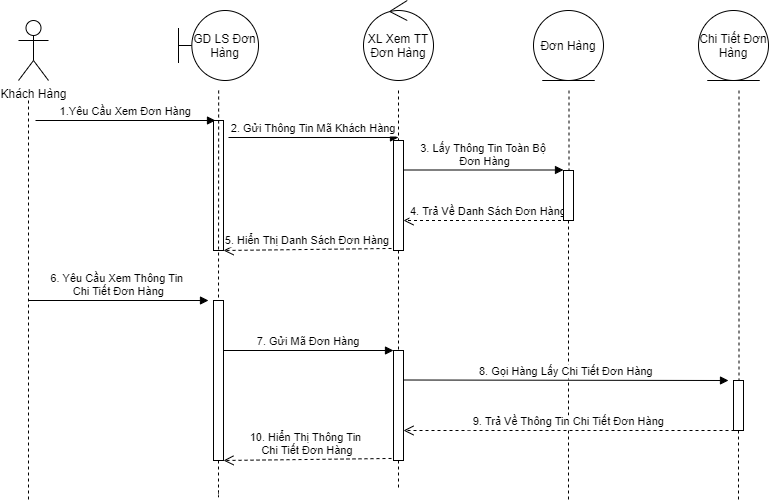 Khách Hàng
GD LS Đơn
Hàng
XL Xem TT
Đơn Hàng
Đơn Hàng
Chi Tiết Đơn
Hàng
1.Yêu Cầu Xem Đơn Hàng
2. Gửi Thông Tin Mã Khách Hàng
3. Lấy Thông Tin Toàn Bộ
Đơn Hàng
4. Trả Về Danh Sách Đơn Hàng
5. Hiển Thị Danh Sách Đơn Hàng
6. Yêu Cầu Xem Thông Tin
Chi Tiết Đơn Hàng
7. Gửi Mã Đơn Hàng
8. Gọi Hàng Lấy Chi Tiết Đơn Hàng
9. Trả Về Thông Tin Chi Tiết Đơn Hàng
10. Hiển Thị Thông Tin
Chi Tiết Đơn Hàng